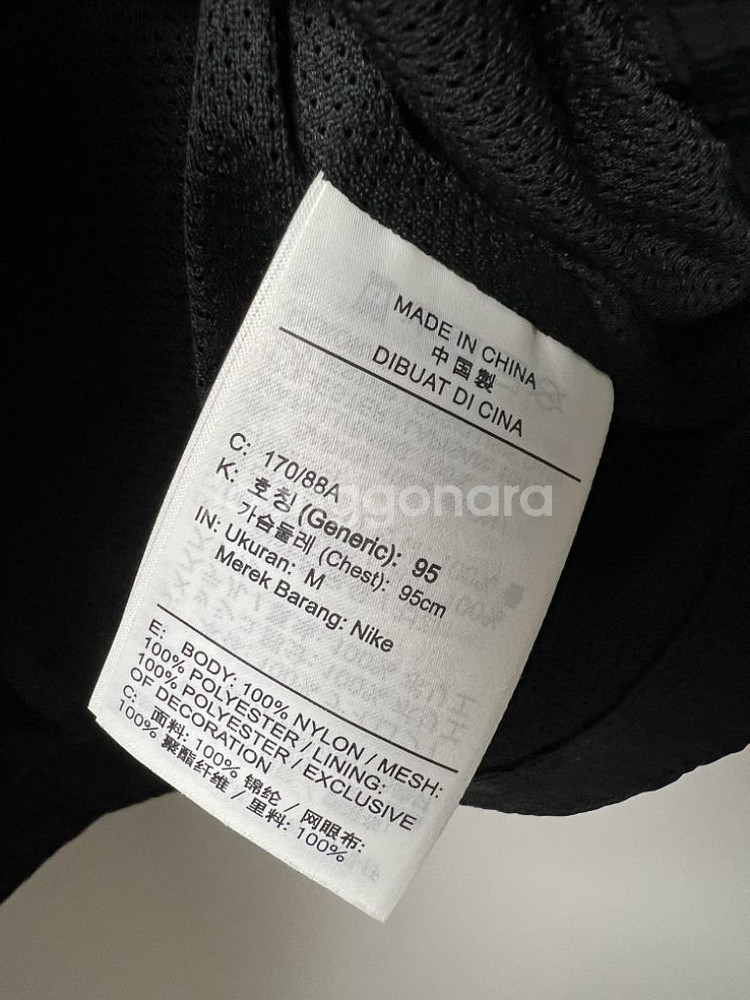 MADE IN CHINA
中国製
DIBUAT DI CINA
C: 170/88A
K: 호칭 (Generic): 95
가슴둘레 (Chest): 95cm
IN: Ukuran: M
Merek Barang: Nike
E: BODY: 100% NYLON / MESH:
100% POLYESTER / LINING:
100% POLYESTER / EXCLUSIVE
OF DECORATION
C: 面料: 100% 锦纶 / 网眼布:
100% 聚酯纤维 / 里料: 100%
ggonara